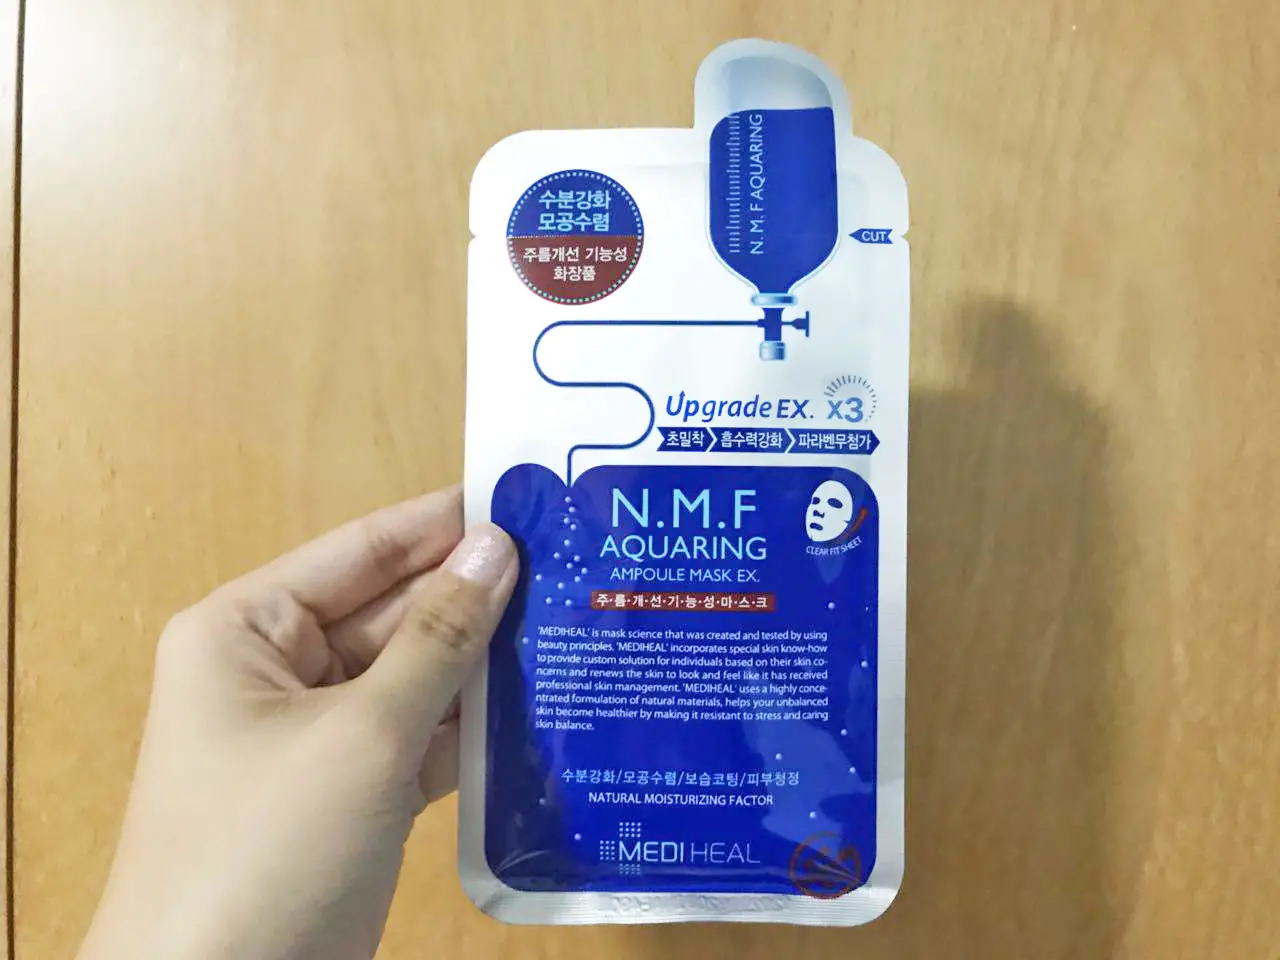 N.M.F AQUARING
수분강화
모공수렴
주름개선 기능성
화장품
CUT
Upgrade EX. X3
초밀착 흡수력강화 파라벤무첨가
N.M.F
AQUARING
AMPOULE MASK EX.
CLEAR FIT SHEET
주·름·개·선·기·능·성·마·스·크
'MEDIHEAL' is mask science that was created and tested by using
beauty principles. 'MEDIHEAL' incorporates special skin know-how
to provide custom solution for individuals based on their skin co-
ncerns and renews the skin to look and feel like it has received
professional skin management. 'MEDIHEAL' uses a highly conce-
ntrated formulation of natural materials, helps your unbalanced
skin become healthier by making it resistant to stress and caring
skin balance.
수분강화/모공수렴/보습코팅/피부청정
NATURAL MOISTURIZING FACTOR
MEDIHEAL